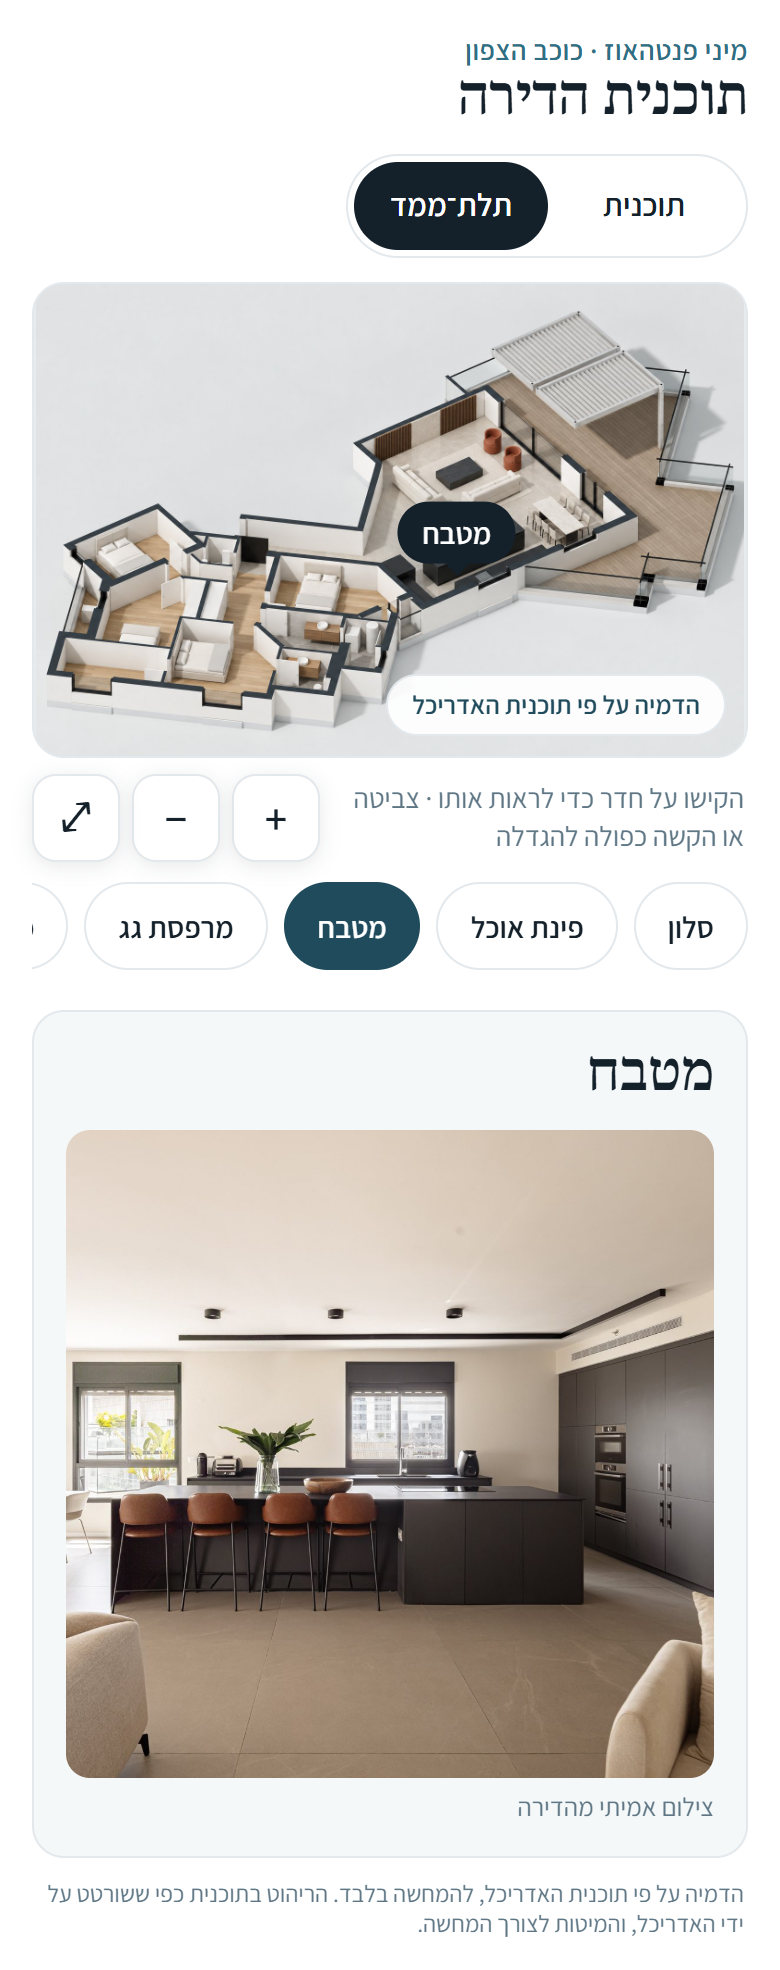 מיני פנטהאוז · כוכב הצפון
תוכנית הדירה
תוכנית
תלת־ממד
מטבח
הדמיה על פי תוכנית האדריכל
הקישו על חדר כדי לראות אותו · צביטה
או הקשה כפולה להגדלה
+
−
סלון
פינת אוכל
מטבח
מרפסת גג
מטבח
צילום אמיתי מהדירה
הדמיה על פי תוכנית האדריכל, להמחשה בלבד. הריהוט בתוכנית כפי ששורטט על
ידי האדריכל, והמיטות לצורך המחשה.